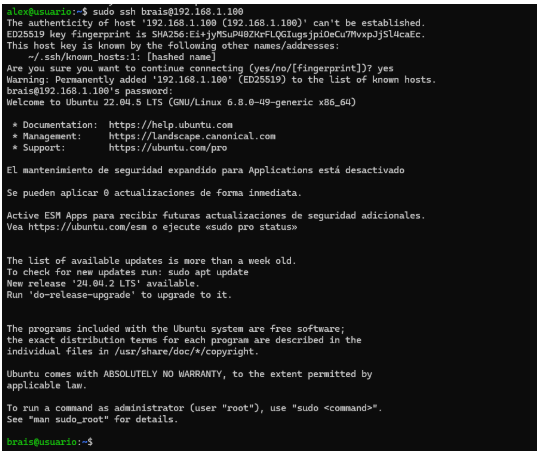 alex@usuario:~$ sudo ssh brais@192.168.1.100
The authenticity of host '192.168.1.100 (192.168.1.100)' can't be established.
ED25519 key fingerprint is SHA256:Ei+jyMSuP40ZKrFLQGIugsjpiOeCu7MvxpJjSl4caEc.
This host key is known by the following other names/addresses:
    ~/.ssh/known_hosts:1: [hashed name]
Are you sure you want to continue connecting (yes/no/[fingerprint])? yes
Warning: Permanently added '192.168.1.100' (ED25519) to the list of known hosts.
brais@192.168.1.100's password:
Welcome to Ubuntu 22.04.5 LTS (GNU/Linux 6.8.0-49-generic x86_64)

 * Documentation:  https://help.ubuntu.com
 * Management:     https://landscape.canonical.com
 * Support:        https://ubuntu.com/pro

El mantenimiento de seguridad expandido para Applications está desactivado

Se pueden aplicar 0 actualizaciones de forma inmediata.

Active ESM Apps para recibir futuras actualizaciones de seguridad adicionales.
Vea https://ubuntu.com/esm o ejecute «sudo pro status»

The list of available updates is more than a week old.
To check for new updates run: sudo apt update
New release '24.04.2 LTS' available.
Run 'do-release-upgrade' to upgrade to it.

The programs included with the Ubuntu system are free software;
the exact distribution terms for each program are described in the
individual files in /usr/share/doc/*/copyright.

Ubuntu comes with ABSOLUTELY NO WARRANTY, to the extent permitted by
applicable law.

To run a command as administrator (user "root"), use "sudo <command>".
See "man sudo_root" for details.

brais@usuario:~$